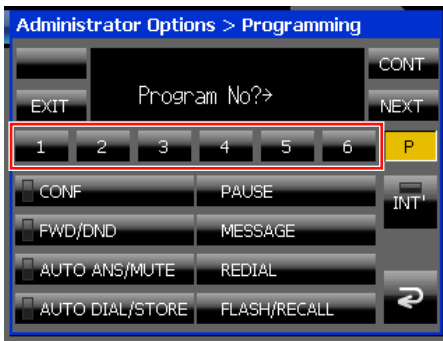 Administrator Options > Programming
CONT
Program No?→
EXIT
NEXT
1 2 3 4 5 6 P
CONF PAUSE
INT'
FWD/DND MESSAGE
AUTO ANS/MUTE REDIAL
AUTO DIAL/STORE FLASH/RECALL